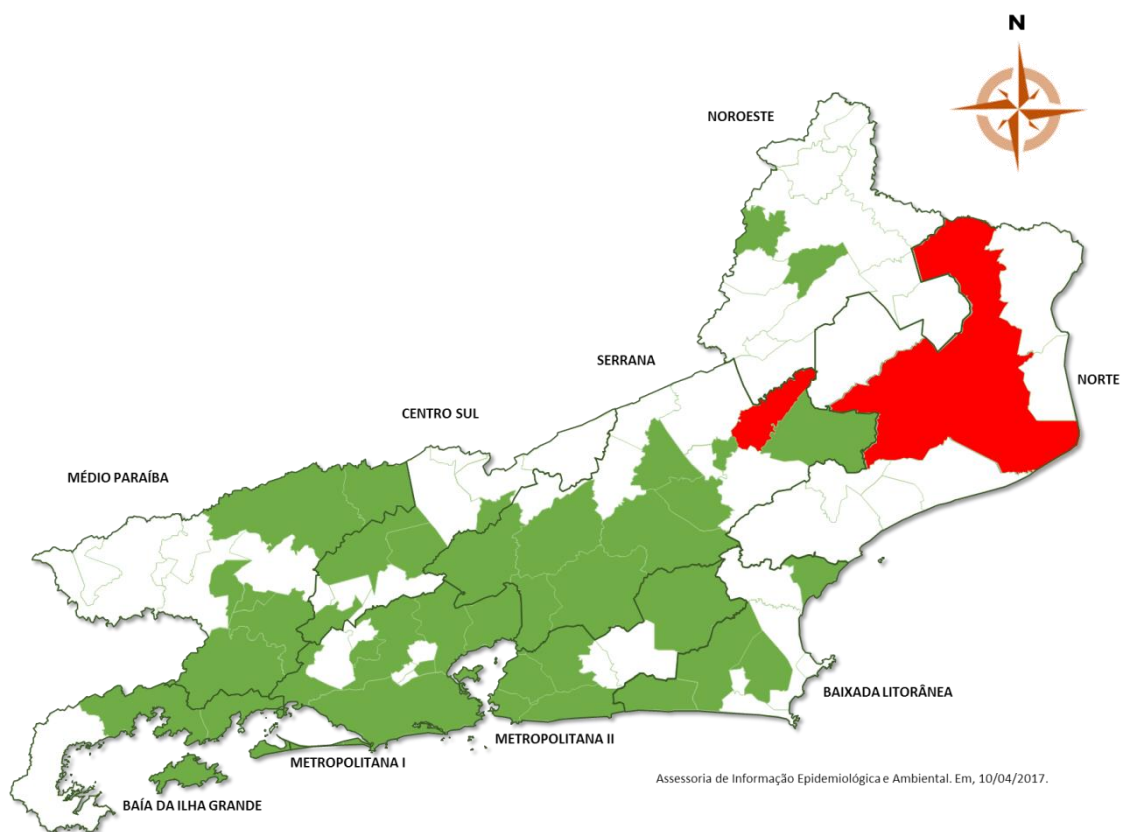 N
NOROESTE
SERRANA
NORTE
CENTRO SUL
MÉDIO PARAÍBA
BAIXADA LITORÂNEA
METROPOLITANA II
METROPOLITANA I
BAÍA DA ILHA GRANDE
Assessoria de Informação Epidemiológica e Ambiental. Em, 10/04/2017.